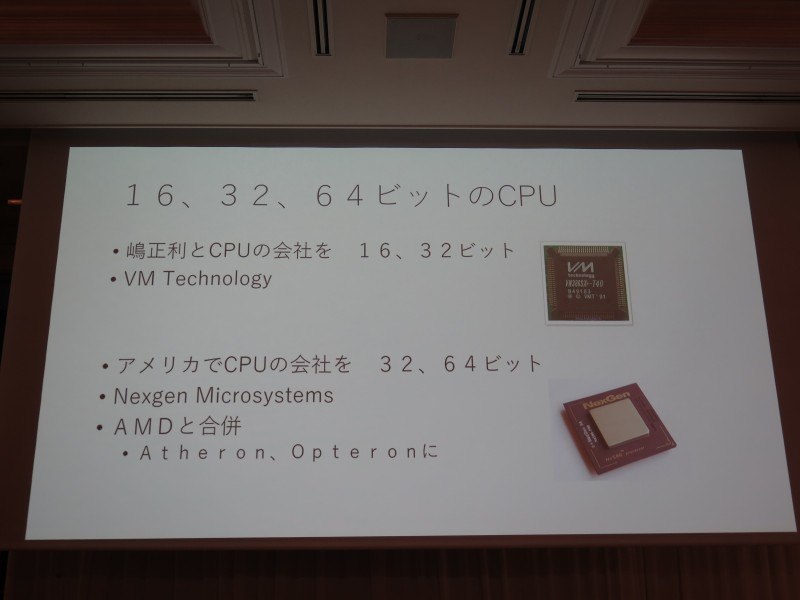 １６、３２、６４ビットのCPU
・嶋正利とCPUの会社を　１６、３２ビット
・VM Technology
VM
technology
・アメリカでCPUの会社を　３２、６４ビット
・Nexgen Microsystems
・ＡＭＤと合併
・Ａｔｈｅｒｏｎ、Ｏｐｔｅｒｏｎに
NexGen